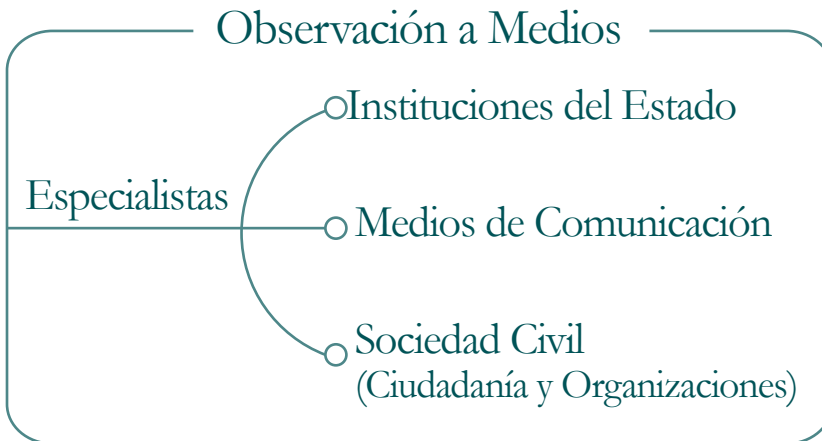 Observación a Medios
Instituciones del Estado
Especialistas
Medios de Comunicación
Sociedad Civil
(Ciudadanía y Organizaciones)